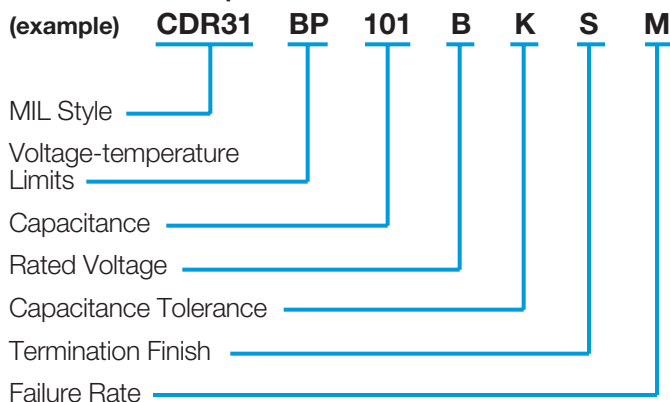 (example) CDR31 BP 101 B K S M
MIL Style
Voltage-temperature
Limits
Capacitance
Rated Voltage
Capacitance Tolerance
Termination Finish
Failure Rate